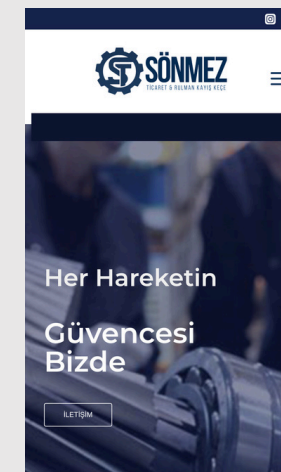 SÖNMEZ
TİCARET & RULMAN KAYIŞ KEÇE
Her Hareketin
Güvencesi
Bizde
İLETİŞİM